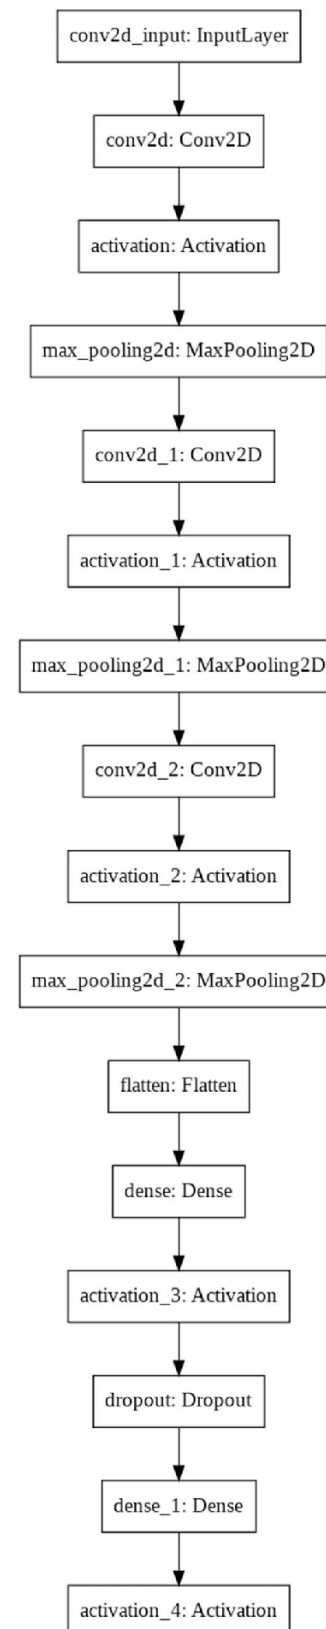 conv2d_input: InputLayer
conv2d: Conv2D
activation: Activation
max_pooling2d: MaxPooling2D
conv2d_1: Conv2D
activation_1: Activation
max_pooling2d_1: MaxPooling2D
conv2d_2: Conv2D
activation_2: Activation
max_pooling2d_2: MaxPooling2D
flatten: Flatten
dense: Dense
activation_3: Activation
dropout: Dropout
dense_1: Dense
activation_4: Activation